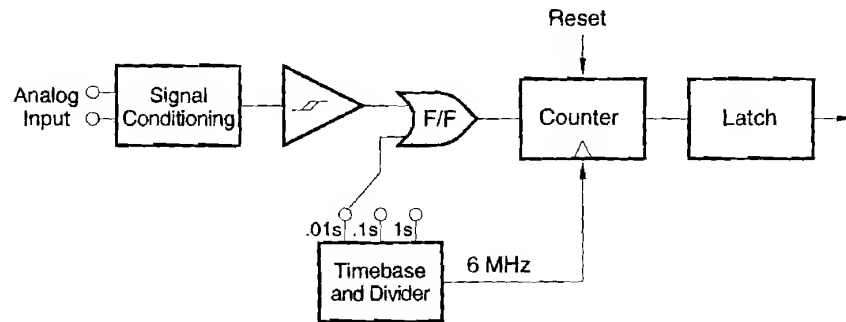 Reset
Analog
Input
Signal
Conditioning
F/F
Counter
Latch
.01s .1s 1s
Timebase
and Divider
6 MHz